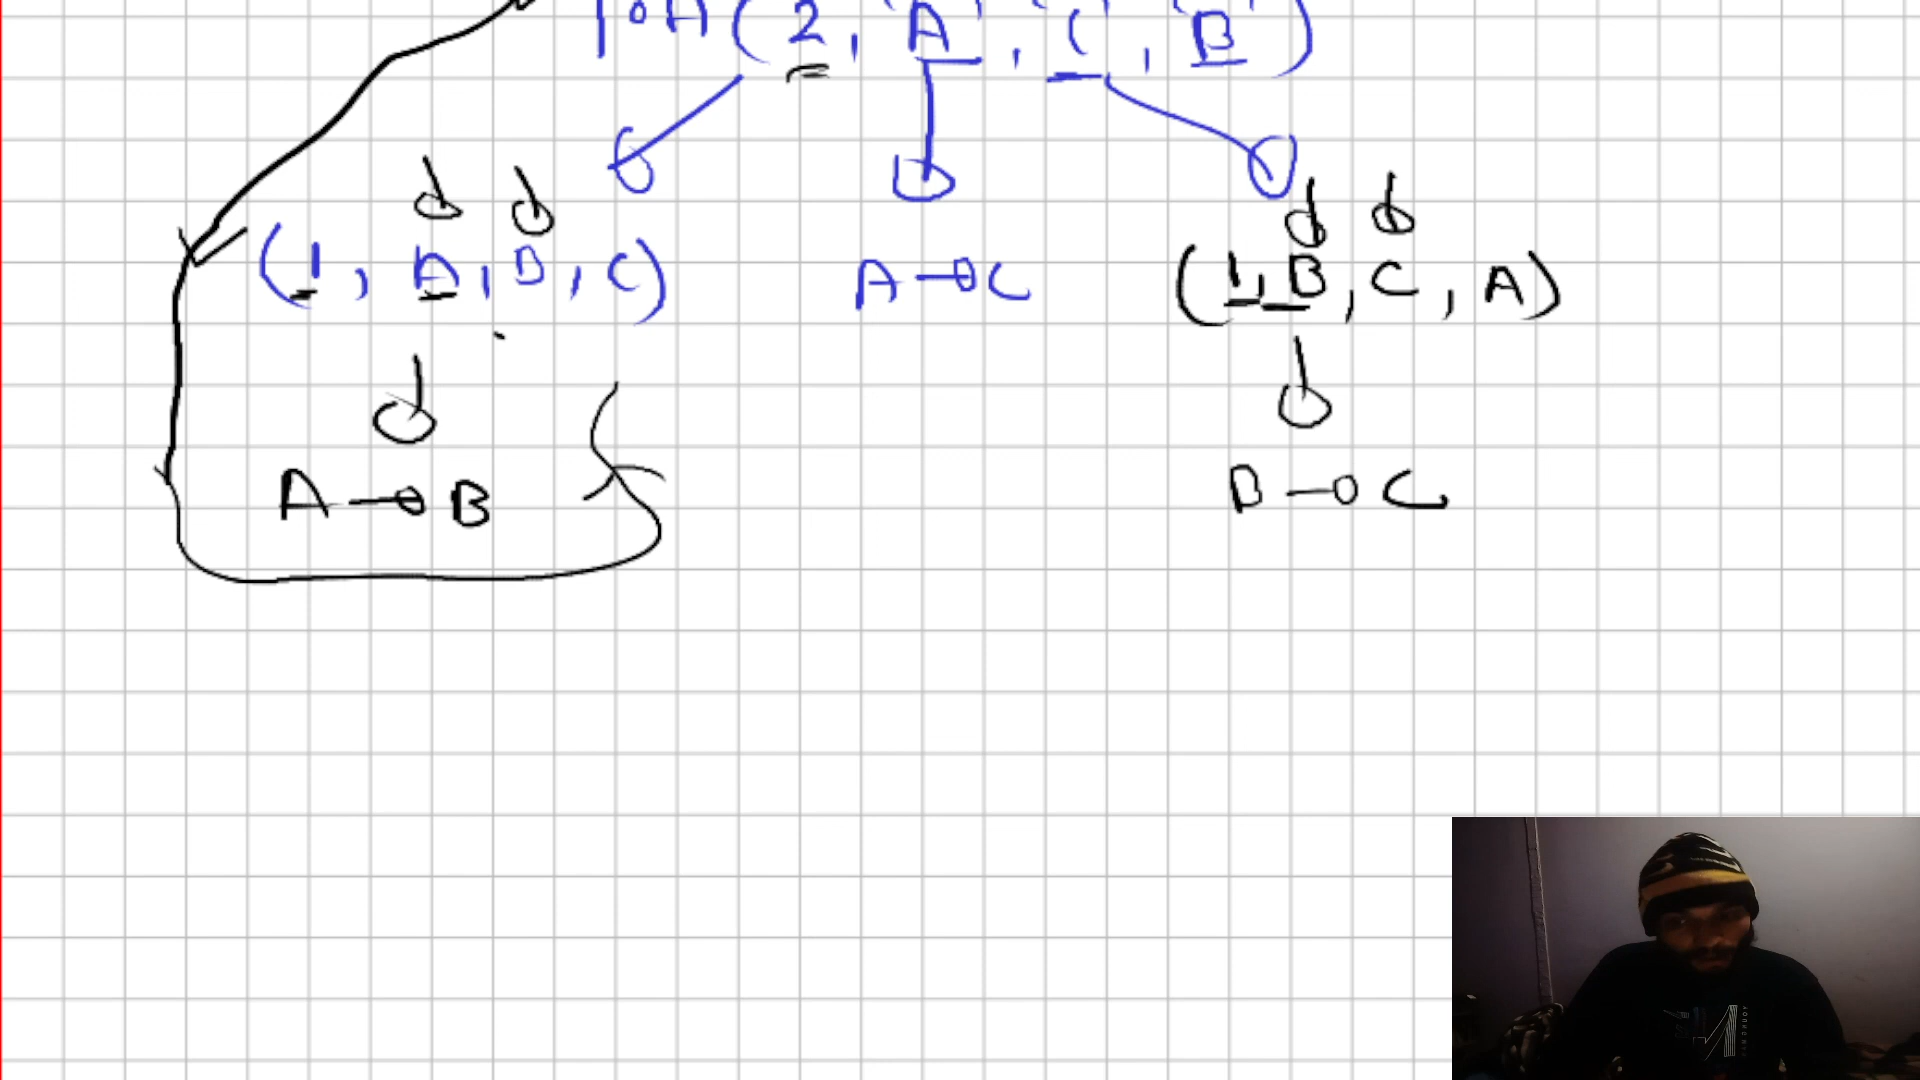 TOH ( 2, 'A', 'C', 'B' )
(1, A, B, C) A → C (1, B, C, A)
A → B B → C